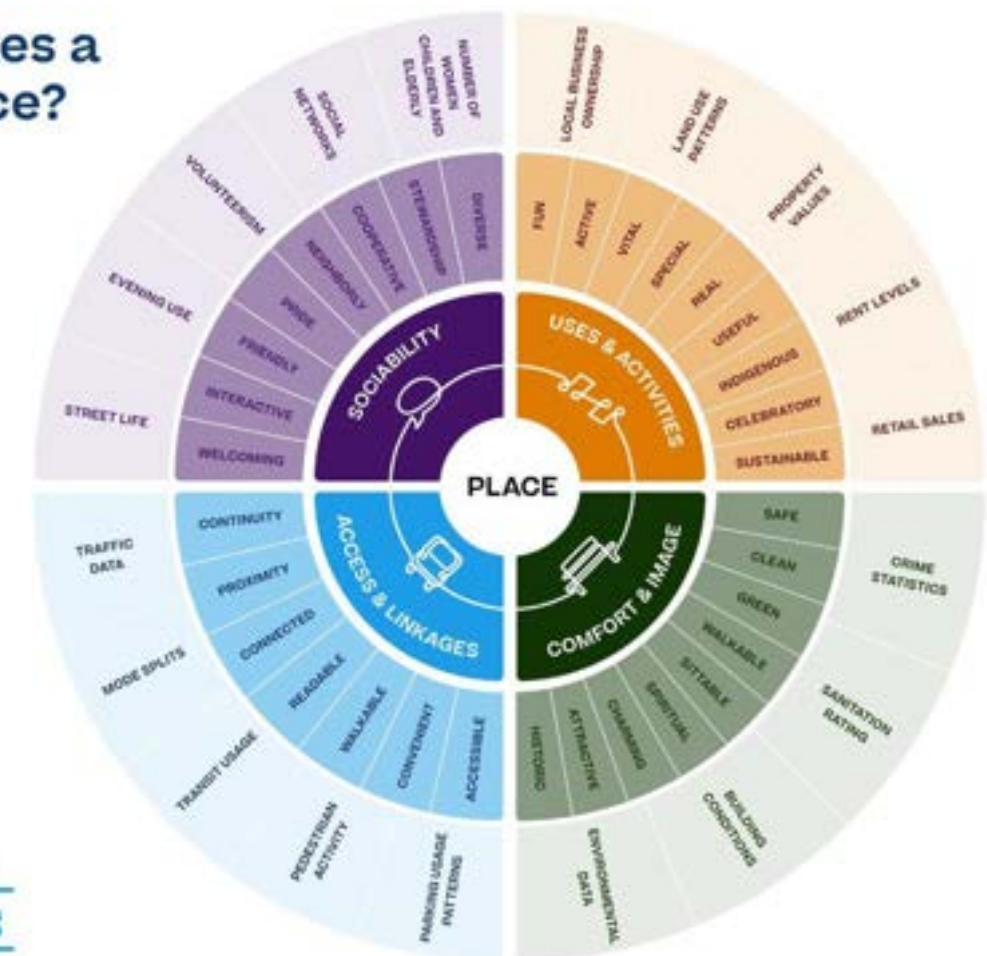 es a
ce?
NUMBER OF
WOMEN
CHILDREN AND
ELDERLY
SOCIAL
NETWORKS
VOLUNTEERISM
EVENING USE
STREET LIFE
DIVERSE
STEWARDSHIP
COOPERATIVE
NEIGHBORLY
PRIDE
FRIENDLY
INTERACTIVE
WELCOMING
SOCIABILITY
LOCAL BUSINESS
OWNERSHIP
LAND USE
PATTERNS
PROPERTY
VALUES
RENT LEVELS
RETAIL SALES
FUN
ACTIVE
VITAL
SPECIAL
REAL
USEFUL
INDIGENOUS
CELEBRATORY
SUSTAINABLE
USES & ACTIVITIES
PLACE
ACCESS & LINKAGES
CONTINUITY
PROXIMITY
CONNECTED
READABLE
WALKABLE
CONVENIENT
ACCESSIBLE
TRAFFIC
DATA
MODE SPLITS
TRANSIT USAGE
PEDESTRIAN
ACTIVITY
PARKING USAGE
PATTERNS
COMFORT & IMAGE
SAFE
CLEAN
GREEN
WALKABLE
SITTABLE
SPIRITUAL
CHARMING
ATTRACTIVE
HISTORIC
CRIME
STATISTICS
SANITATION
RATING
BUILDING
CONDITIONS
ENVIRONMENTAL
DATA